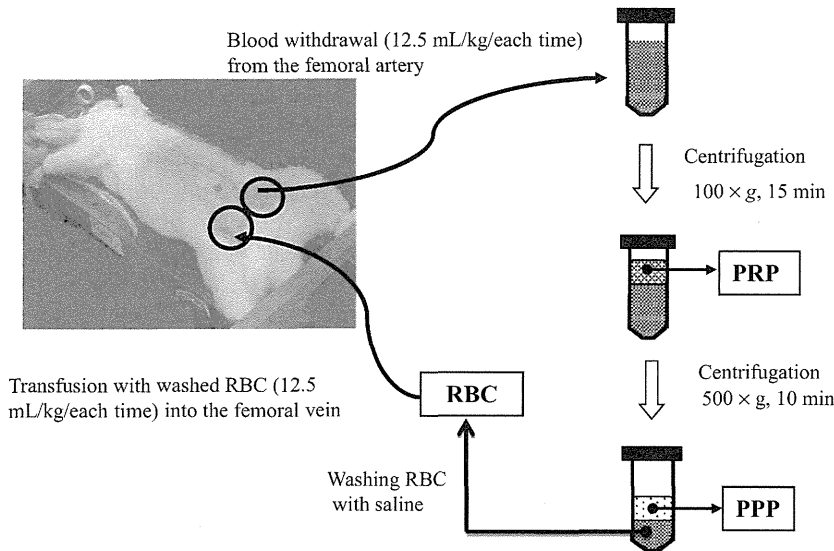 Blood withdrawal (12.5 mL/kg/each time)
from the femoral artery
Centrifugation
100 × g, 15 min
PRP
Centrifugation
500 × g, 10 min
Transfusion with washed RBC (12.5
mL/kg/each time) into the femoral vein
RBC
Washing RBC
with saline
PPP